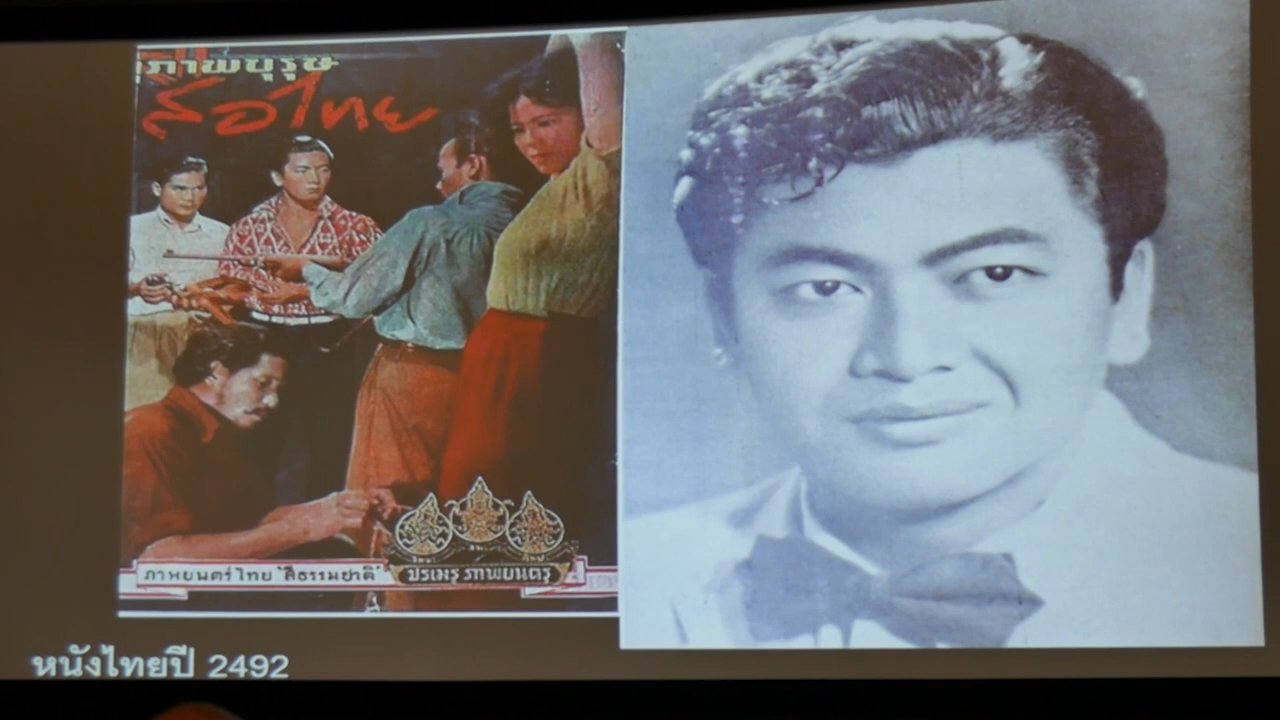 สุภาพบุรุษ
เสือไทย
ภาพยนตร์ไทย "สีธรรมชาติ"
ปรเมรุภาพยนตร์
หนังไทยปี 2492